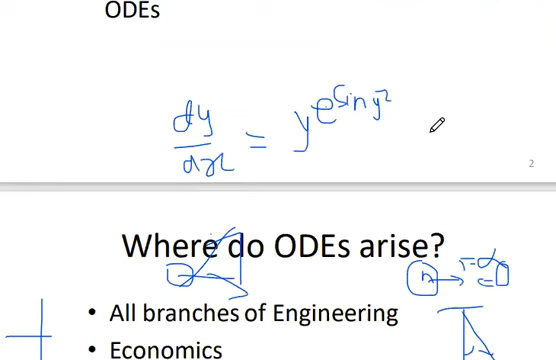 ODEs
dy/dx = y e^sin y²
2
Where do ODEs arise?
• All branches of Engineering
• Economics